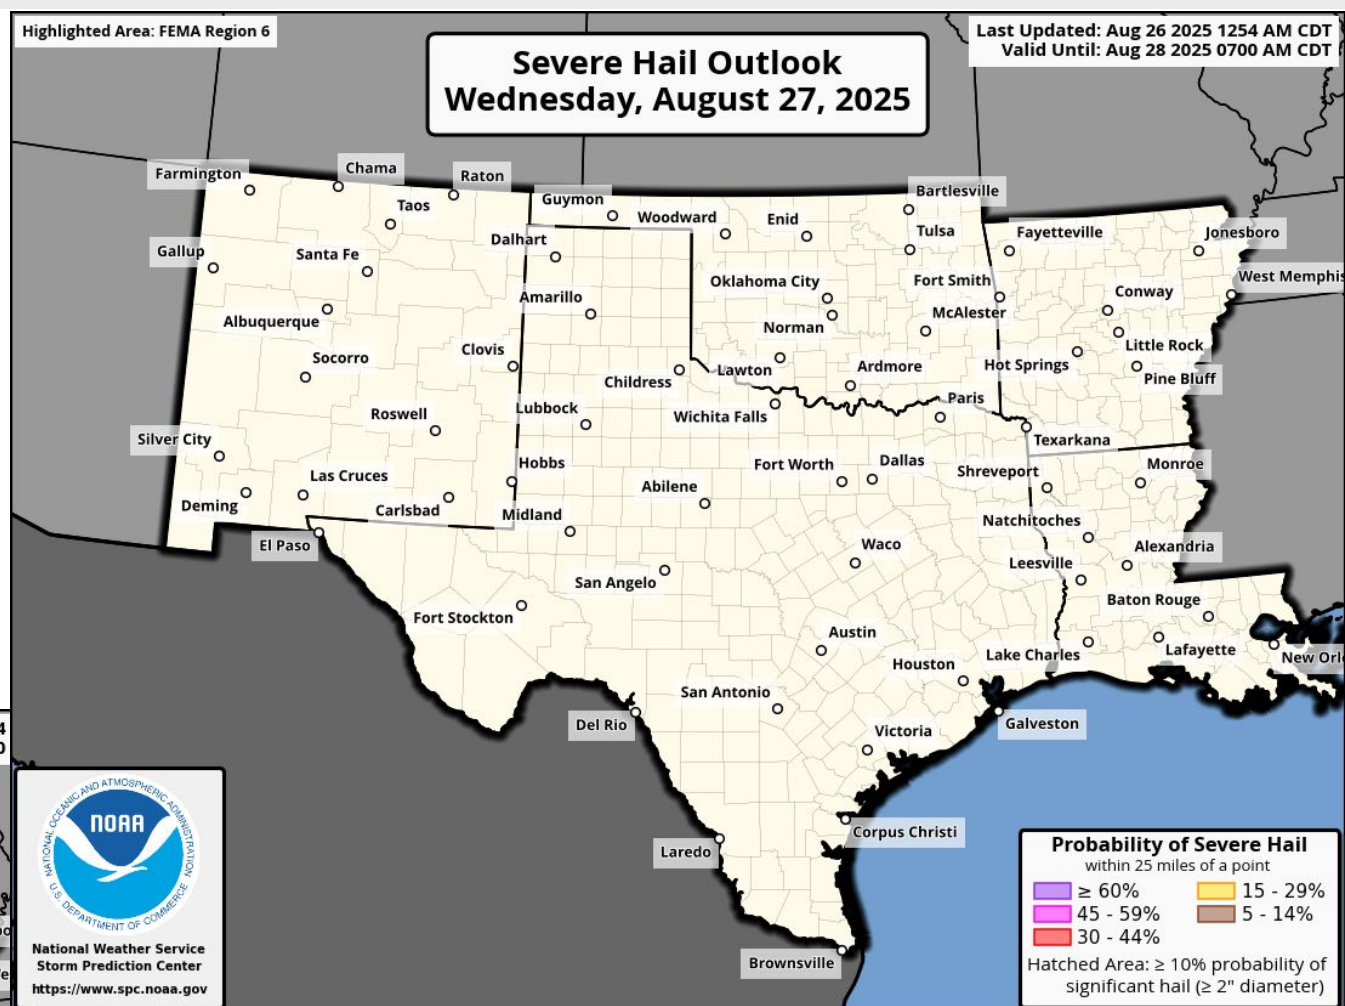 Highlighted Area: FEMA Region 6
Last Updated: Aug 26 2025 1254 AM CDT
Valid Until: Aug 28 2025 0700 AM CDT
Severe Hail Outlook
Wednesday, August 27, 2025
Farmington
Chama
Raton
Taos
Guymon
Woodward
Enid
Bartlesville
Tulsa
Fayetteville
Jonesboro
Gallup
Santa Fe
Dalhart
Oklahoma City
Fort Smith
West Memphis
Albuquerque
Amarillo
Norman
McAlester
Conway
Little Rock
Socorro
Clovis
Childress
Lawton
Ardmore
Hot Springs
Pine Bluff
Roswell
Lubbock
Wichita Falls
Paris
Texarkana
Silver City
Las Cruces
Hobbs
Abilene
Fort Worth
Dallas
Shreveport
Monroe
Deming
Carlsbad
Midland
Natchitoches
El Paso
San Angelo
Waco
Leesville
Alexandria
Fort Stockton
Austin
Baton Rouge
Houston
Lake Charles
Lafayette
New Orl
San Antonio
Del Rio
Victoria
Galveston
4
0
Laredo
Corpus Christi
Brownsville
NATIONAL OCEANIC AND ATMOSPHERIC ADMINISTRATION
NOAA
U.S. DEPARTMENT OF COMMERCE
National Weather Service
Storm Prediction Center
https://www.spc.noaa.gov
Probability of Severe Hail
within 25 miles of a point
≥ 60%
15 - 29%
45 - 59%
5 - 14%
30 - 44%
Hatched Area: ≥ 10% probability of
significant hail (≥ 2" diameter)